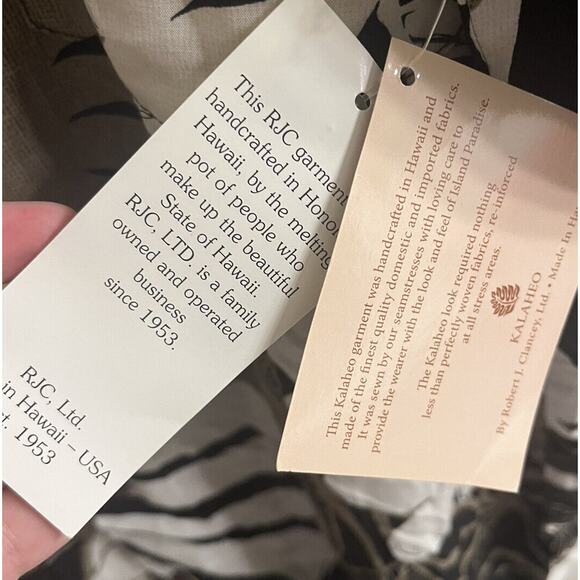 This RJC garment
handcrafted in
Hawaii, by the melting
pot of people who
make up the beautiful
State of Hawaii.
RJC, LTD. is a family
owned and operated
business
since 1953.
RJC, Ltd.
in Hawaii – USA
1953
This Kalaheo garment was handcrafted in Hawaii and
made of the finest quality domestic and imported fabrics.
It was sewn by our seamstresses with loving care to
provide the wearer with the look and feel of Island Paradise.
The Kalaheo look required nothing
less than perfectly woven fabrics, re-inforced
at all stress areas.
KALAHEO
By Robert J. Clancey, Ltd. • Made In